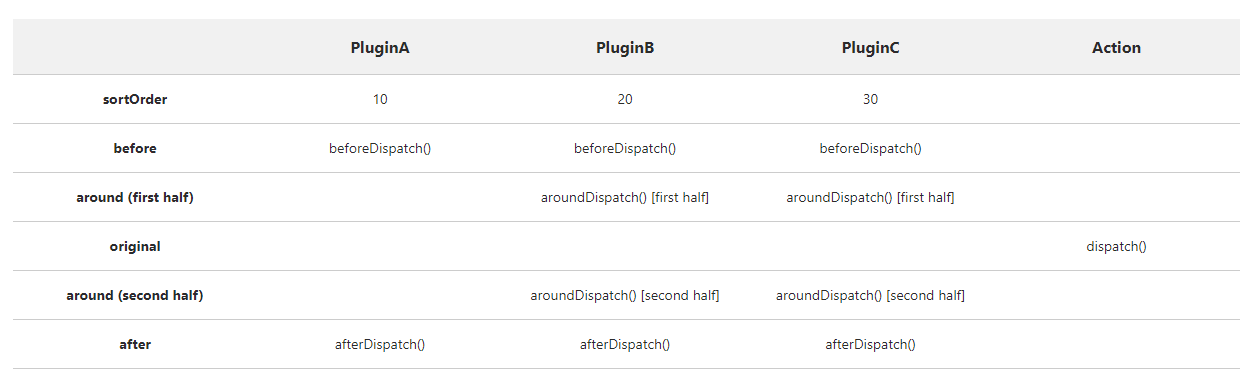 PluginA PluginB PluginC Action
sortOrder 10 20 30
before beforeDispatch() beforeDispatch() beforeDispatch()
around (first half) aroundDispatch() [first half] aroundDispatch() [first half]
original dispatch()
around (second half) aroundDispatch() [second half] aroundDispatch() [second half]
after afterDispatch() afterDispatch() afterDispatch()